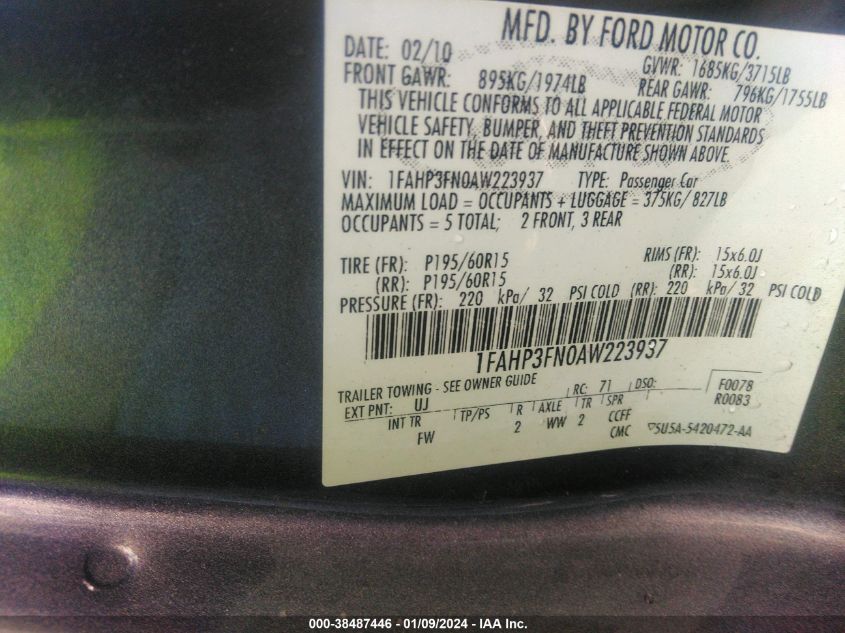 MFD. BY FORD MOTOR CO.
DATE: 02/10 GVWR: 1685KG/3715LB
FRONT GAWR: 895KG/1974LB REAR GAWR: 796KG/1755LB
THIS VEHICLE CONFORMS TO ALL APPLICABLE FEDERAL MOTOR
VEHICLE SAFETY, BUMPER, AND THEFT PREVENTION STANDARDS
IN EFFECT ON THE DATE OF MANUFACTURE SHOWN ABOVE.
VIN: 1FAHP3FN0AW223937 TYPE: Passenger Car
MAXIMUM LOAD = OCCUPANTS + LUGGAGE = 375KG/ 827LB
OCCUPANTS = 5 TOTAL; 2 FRONT, 3 REAR
TIRE (FR): P195/60R15 RIMS (FR): 15x6.0J
(RR): P195/60R15 (RR): 15x6.0J
PRESSURE (FR): 220 kPa/ 32 PSI COLD (RR): 220 kPa/ 32 PSI COLD
1FAHP3FN0AW223937
TRAILER TOWING - SEE OWNER GUIDE
EXT PNT: UJ RC: 71 DSO: F0078
R0083
INT TR TP/PS R AXLE TR SPR
FW 2 WW 2 CCFF
CMC ▽SU5A-5420472-AA
000-38487446 - 01/09/2024 - IAA Inc.